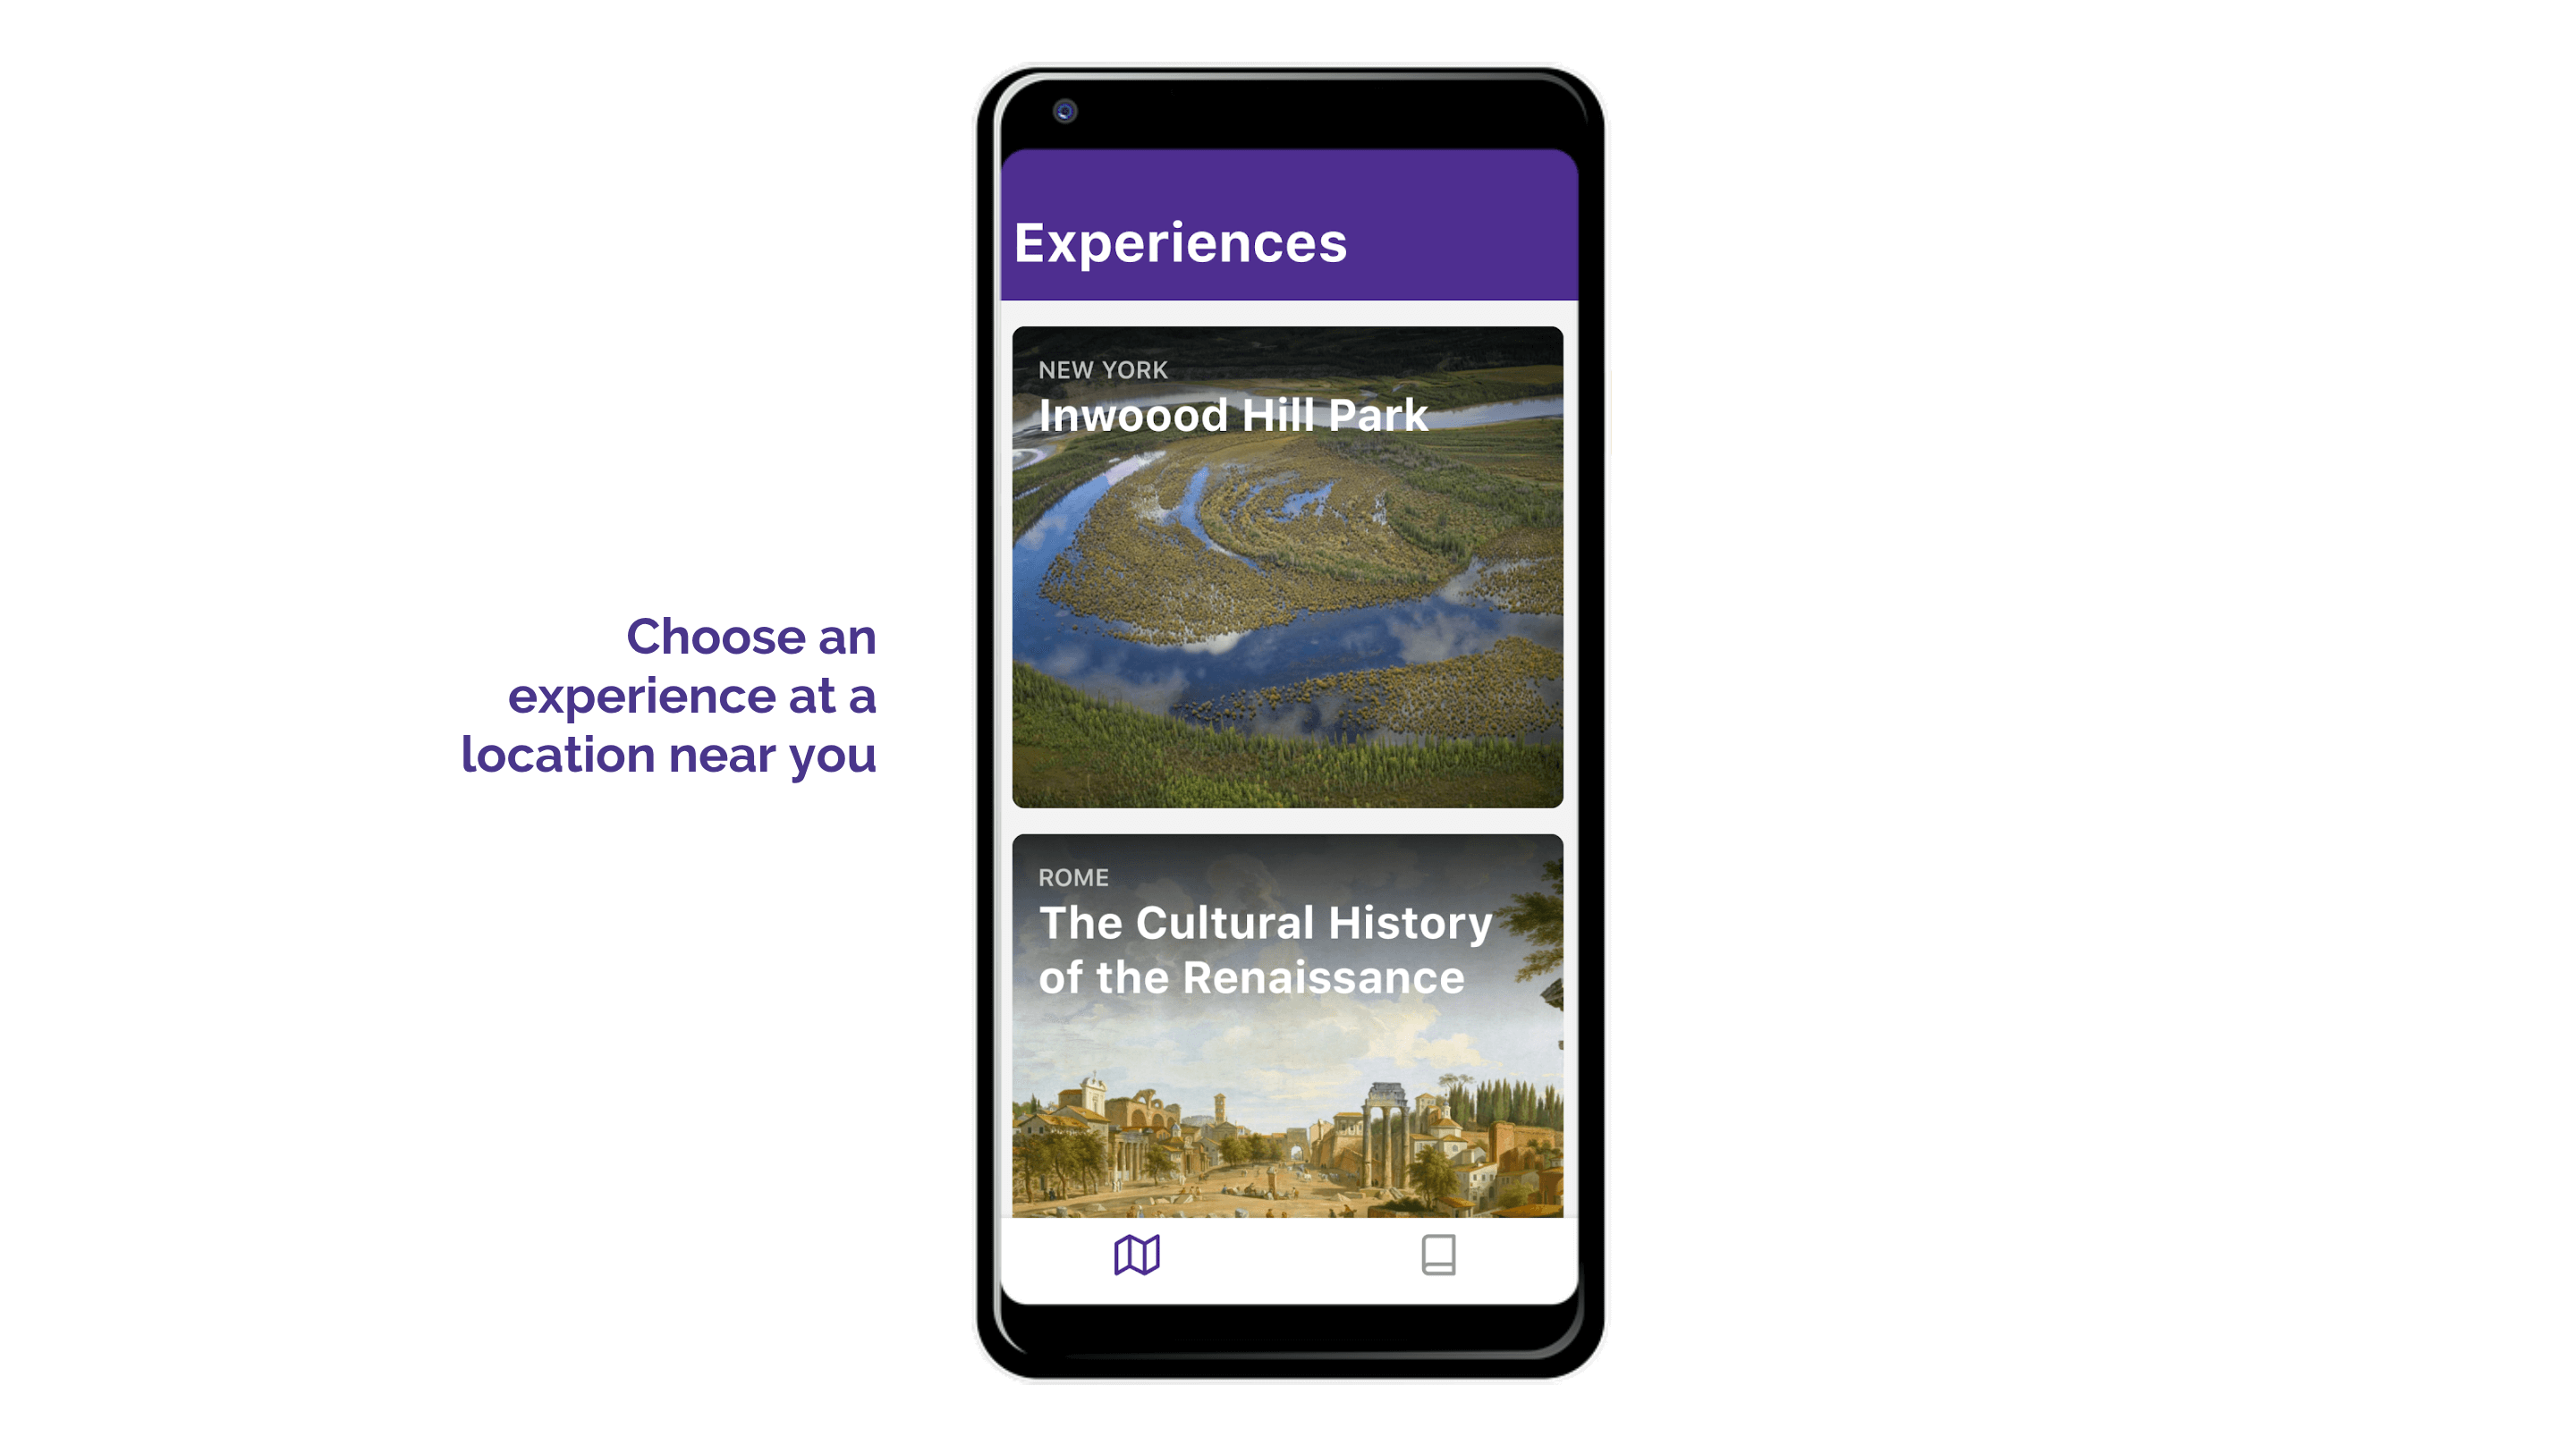 Choose an
experience at a
location near you
Experiences
NEW YORK
Inwoood Hill Park
ROME
The Cultural History
of the Renaissance